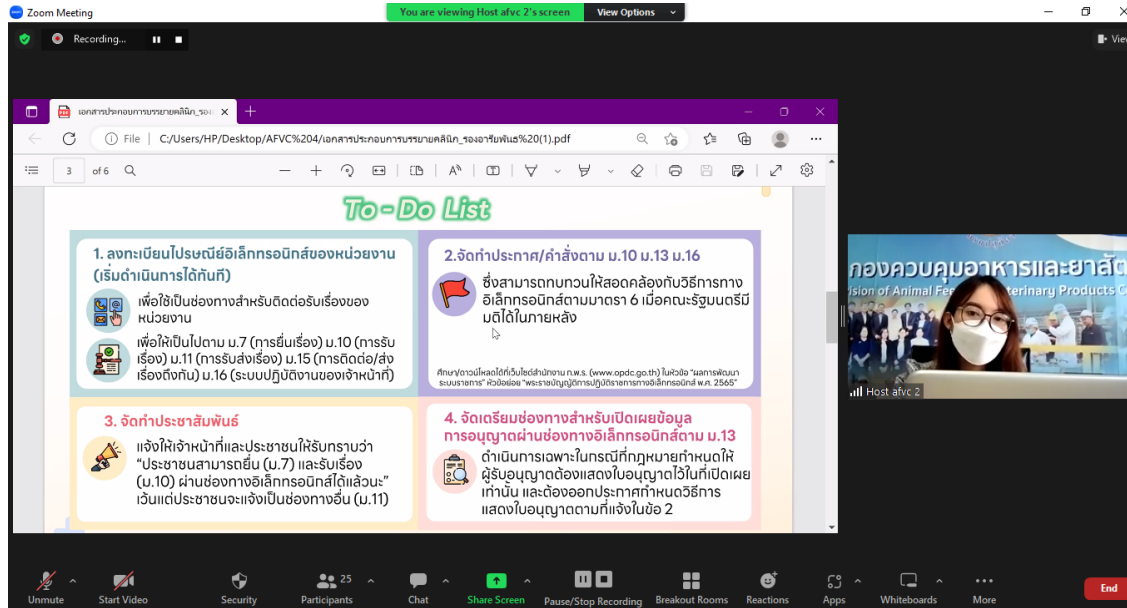 Zoom Meeting
You are viewing Host afvc 2's screen
View Options
Recording...
View
เอกสารประกอบการบรรยายคลินิก_รอง
File
C:/Users/HP/Desktop/AFVC%204/เอกสารประกอบการบรรยายคลินิก_รองอารียพันธ%20(1).pdf
3 of 6
To-Do List
1. ลงทะเบียนไปรษณีย์อิเล็กทรอนิกส์ของหน่วยงาน
(เริ่มดำเนินการได้ทันที)
เพื่อใช้เป็นช่องทางสำหรับติดต่อรับเรื่องของ
หน่วยงาน
เพื่อให้เป็นไปตาม ม.7 (การยื่นเรื่อง) ม.10 (การรับ
เรื่อง) ม.11 (การรับส่งเรื่อง) ม.15 (การติดต่อ/ส่ง
เรื่องถึงกัน) ม.16 (ระบบปฏิบัติงานของเจ้าหน้าที่)
2.จัดทำประกาศ/คำสั่งตาม ม.10 ม.13 ม.16
ซึ่งสามารถทบทวนให้สอดคล้องกับวิธีการทาง
อิเล็กทรอนิกส์ตามมาตรา 6 เมื่อคณะรัฐมนตรีมี
มติได้ในภายหลัง
ศึกษา/ดาวน์โหลดได้ที่เว็บไซต์สำนักงาน ก.พ.ร. (www.opdc.go.th) ในหัวข้อ "ผลการพัฒนา
ระบบราชการ" หัวข้อย่อย "พระราชบัญญัติการปฏิบัติราชการทางอิเล็กทรอนิกส์ พ.ศ. 2565"
3. จัดทำประชาสัมพันธ์
แจ้งให้เจ้าหน้าที่และประชาชนให้รับทราบว่า
"ประชาชนสามารถยื่น (ม.7) และรับเรื่อง
(ม.10) ผ่านช่องทางอิเล็กทรอนิกส์ได้แล้วนะ"
เว้นแต่ประชาชนจะแจ้งเป็นช่องทางอื่น (ม.11)
4. จัดเตรียมช่องทางสำหรับเปิดเผยข้อมูล
การอนุญาตผ่านช่องทางอิเล็กทรอนิกส์ตาม ม.13
ดำเนินการเฉพาะในกรณีที่กฎหมายกำหนดให้
ผู้รับอนุญาตต้องแสดงใบอนุญาตไว้ในที่เปิดเผย
เท่านั้น และต้องออกประกาศกำหนดวิธีการ
แสดงใบอนุญาตตามที่แจ้งในข้อ 2
กองควบคุมอาหารและยาสัต
ision of Animal Fee
terinary Products C
Host afvc 2
Unmute
Start Video
Security
25
Participants
Chat
Share Screen
Pause/Stop Recording
Breakout Rooms
Reactions
Apps
Whiteboards
More
End